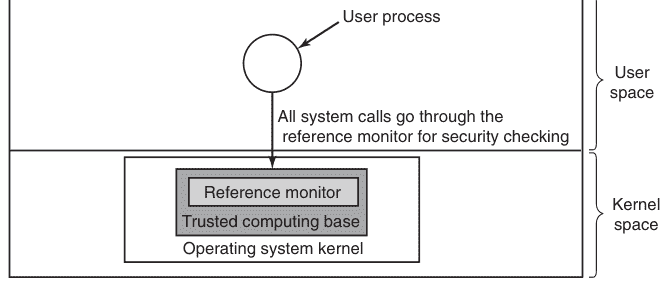 User process
User
space
All system calls go through the
reference monitor for security checking
Reference monitor
Trusted computing base
Operating system kernel
Kernel
space